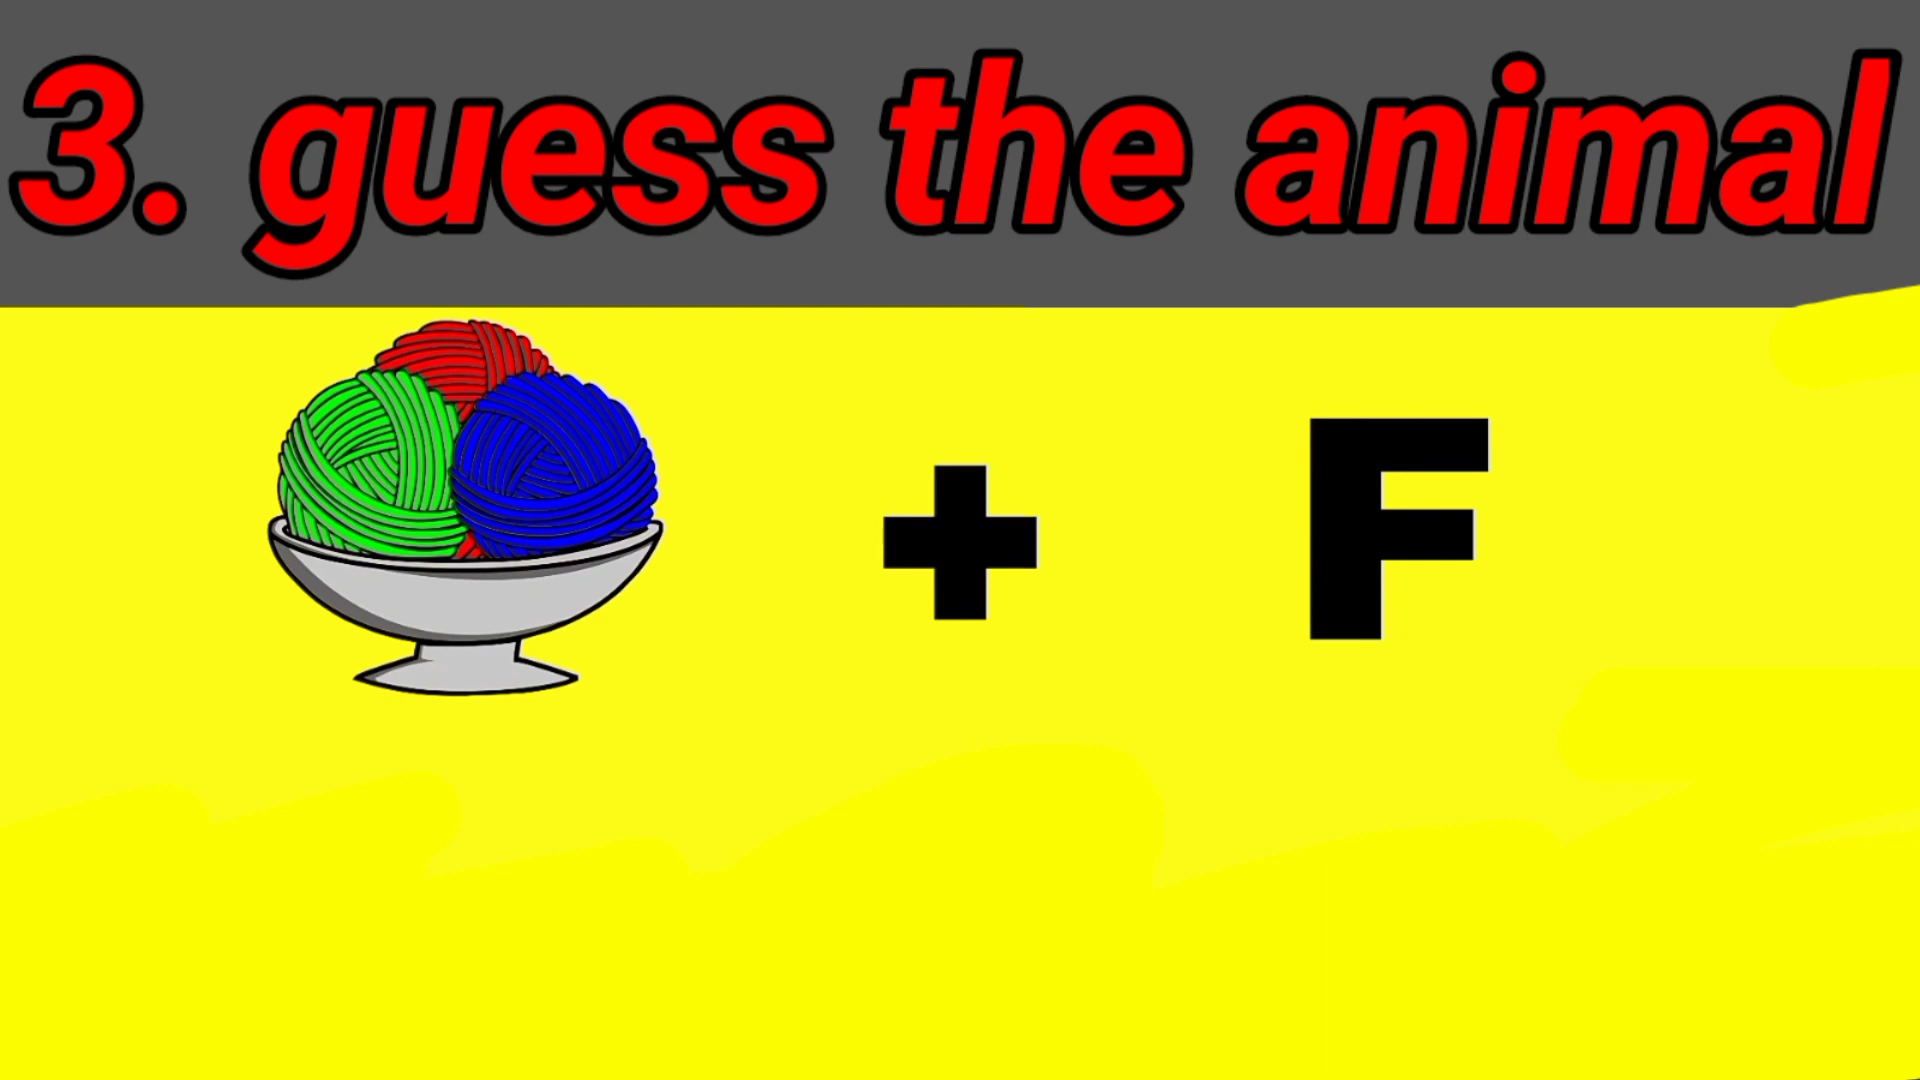 3. guess the animal
+ F